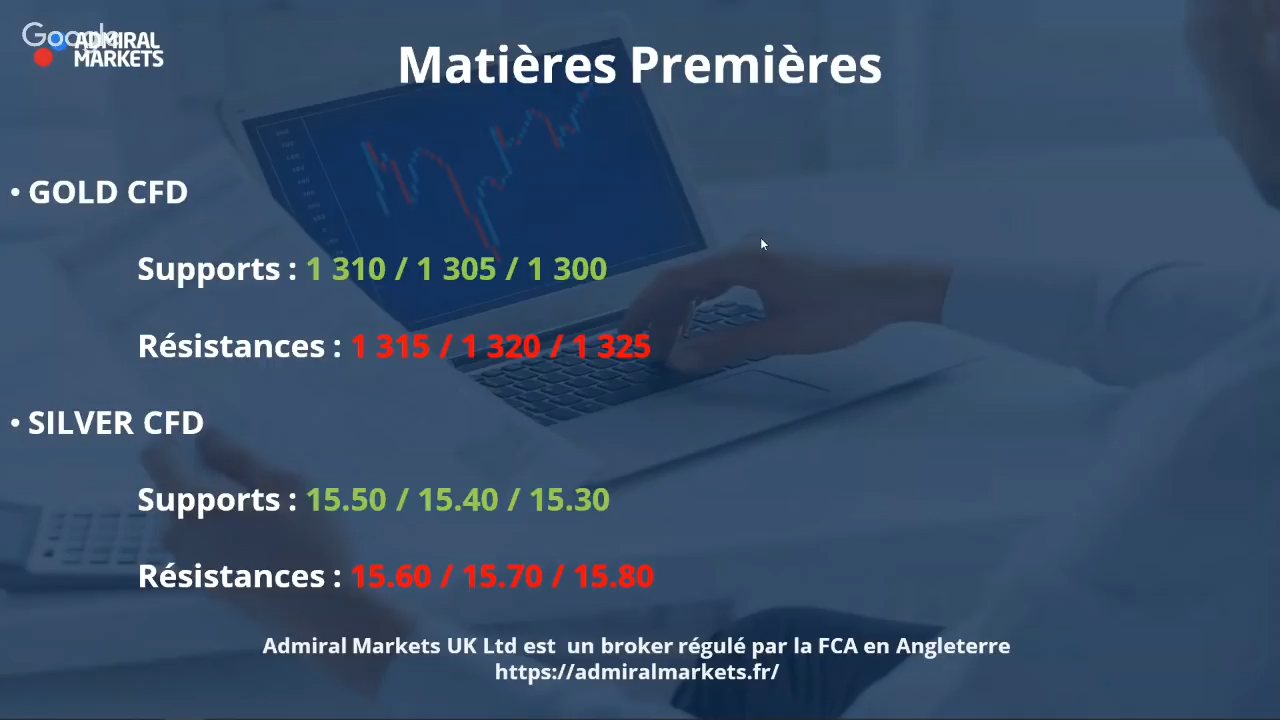 Google
ADMIRAL
MARKETS
Matières Premières
• GOLD CFD
Supports : 1 310 / 1 305 / 1 300
Résistances : 1 315 / 1 320 / 1 325
• SILVER CFD
Supports : 15.50 / 15.40 / 15.30
Résistances : 15.60 / 15.70 / 15.80
Admiral Markets UK Ltd est  un broker régulé par la FCA en Angleterre
https://admiralmarkets.fr/